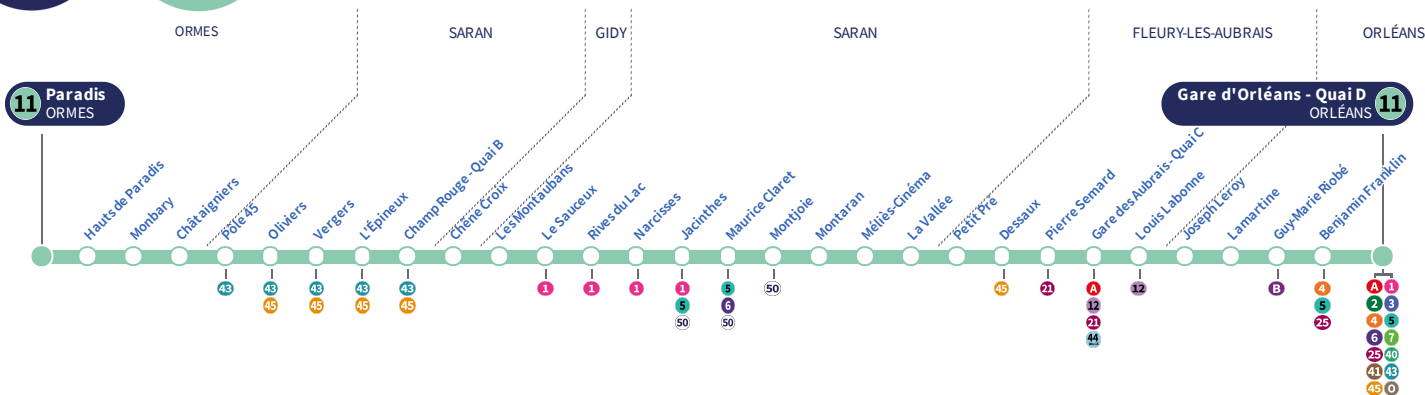 ORMES
SARAN
GIDY
SARAN
FLEURY-LES-AUBRAIS
ORLÉANS
11 Paradis
ORMES
Gare d'Orléans - Quai D 11
ORLÉANS
Hauts de Paradis
Monbary
Châtaigniers
Pôle 45
Oliviers
Vergers
L'Épineux
Champ Rouge - Quai B
Chêne Croix
Les Montaubans
Le Sauceux
Rives du Lac
Narcisses
Jacinthes
Maurice Claret
Montjoie
Montaran
Méliès-Cinéma
La Vallée
Petit Pré
Dessaux
Pierre Semard
Gare des Aubrais - Quai C
Louis Labonne
Joseph Leroy
Lamartine
Guy-Marie Riobé
Benjamin Franklin
43 43 43 43 43 1 1 1 1 5 50 45 21 A 12 B 4 A 1
45 45 45 45 5 6 12 5 2 3
50 50 21 25 4 5
44 6 7
25 40
41 43
45 O